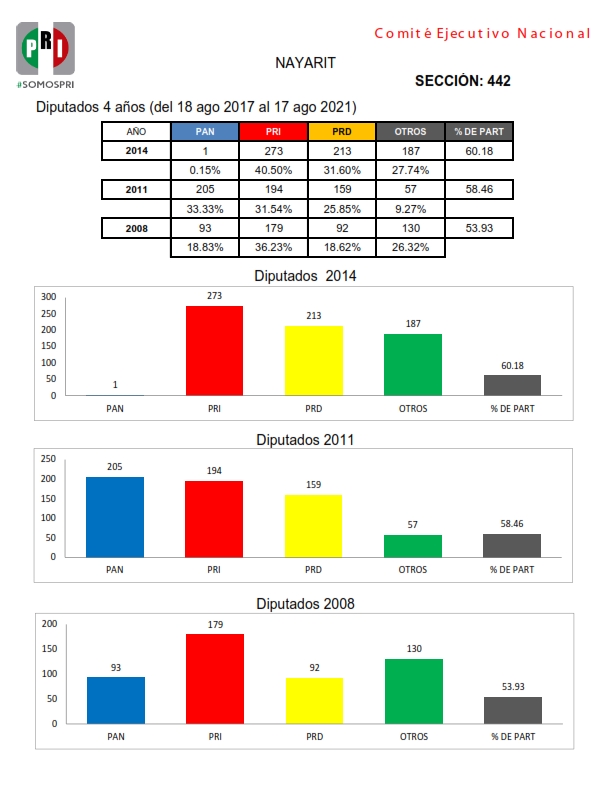 Comité Ejecutivo Nacional
PRI
#SOMOSPRI
NAYARIT
SECCIÓN: 442
Diputados 4 años (del 18 ago 2017 al 17 ago 2021)
AÑO PAN PRI PRD OTROS % DE PART
2014 1 273 213 187 60.18
0.15% 40.50% 31.60% 27.74%
2011 205 194 159 57 58.46
33.33% 31.54% 25.85% 9.27%
2008 93 179 92 130 53.93
18.83% 36.23% 18.62% 26.32%
Diputados 2014
300
250
200
150
100
50
0
1 273 213 187 60.18
PAN PRI PRD OTROS % DE PART
Diputados 2011
250
200
150
100
50
0
205 194 159 57 58.46
PAN PRI PRD OTROS % DE PART
Diputados 2008
200
150
100
50
0
93 179 92 130 53.93
PAN PRI PRD OTROS % DE PART